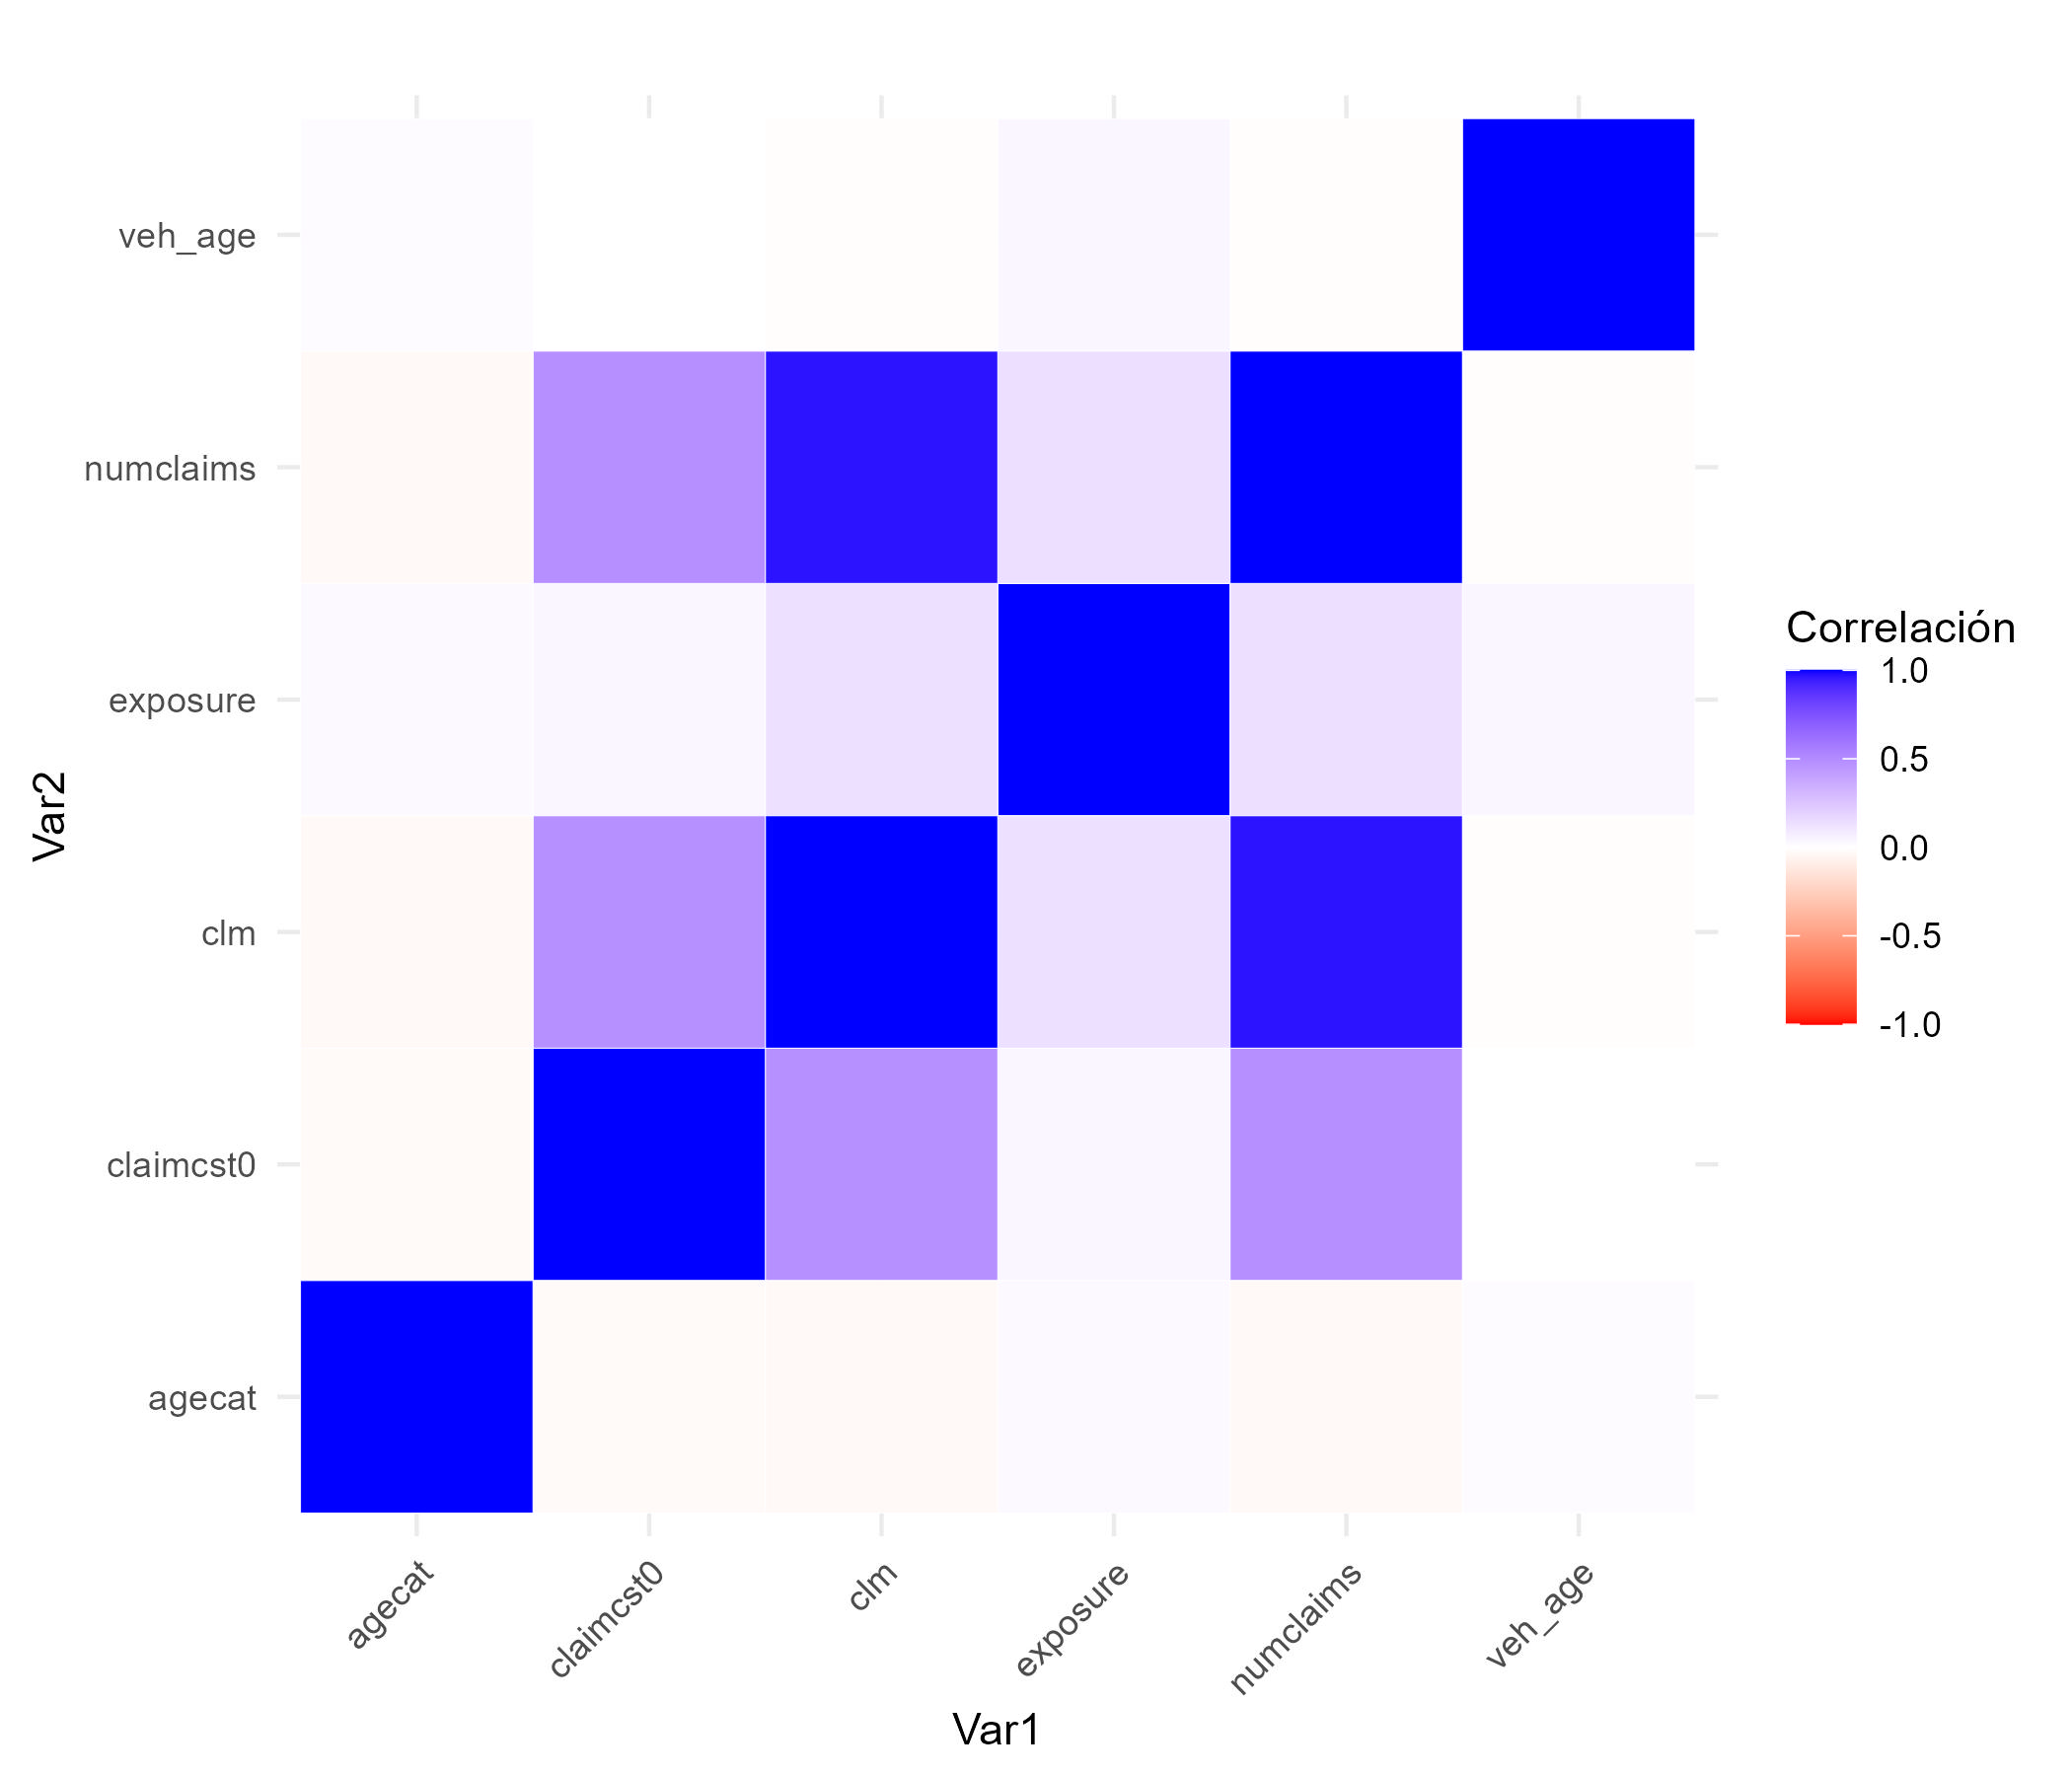 veh_age
numclaims
exposure
clm
claimcst0
agecat
Var2
agecat
claimcst0
clm
exposure
numclaims
veh_age
Var1
Correlación
1.0
0.5
0.0
-0.5
-1.0